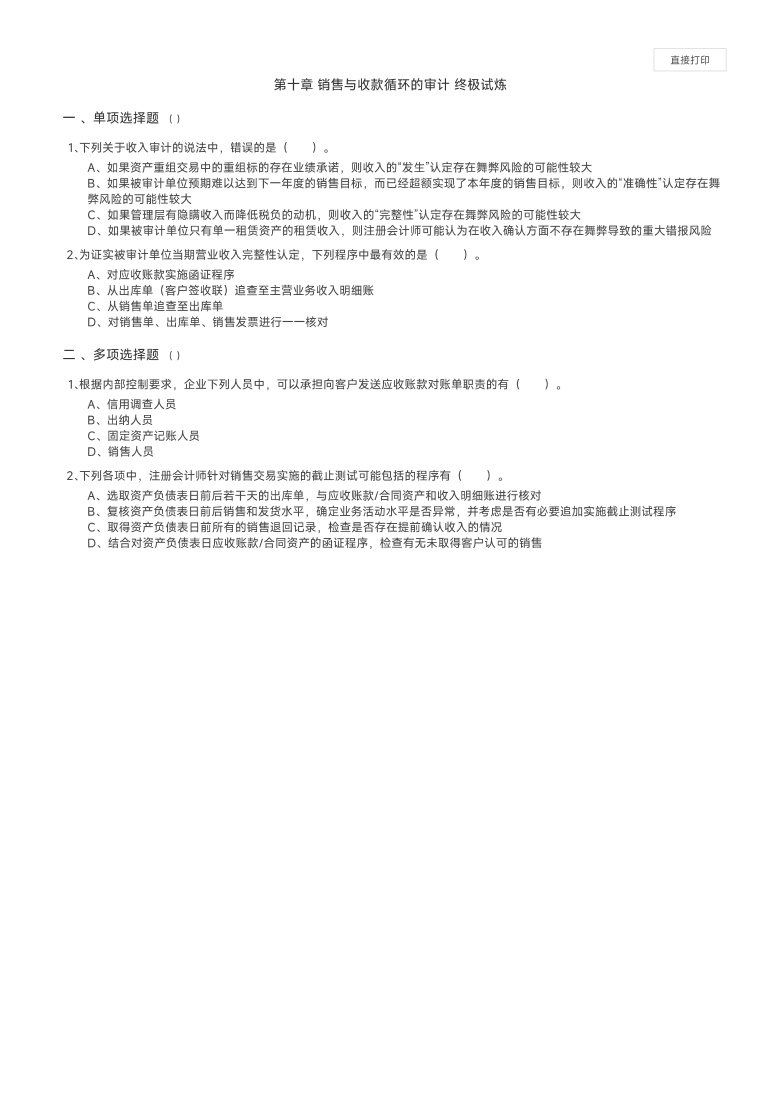 直接打印
第十章 销售与收款循环的审计 终极试炼
一 、单项选择题 （ ）
1、下列关于收入审计的说法中，错误的是（　　）。
A、如果资产重组交易中的重组标的存在业绩承诺，则收入的“发生”认定存在舞弊风险的可能性较大
B、如果被审计单位预期难以达到下一年度的销售目标，而已经超额实现了本年度的销售目标，则收入的“准确性”认定存在舞
弊风险的可能性较大
C、如果管理层有隐瞒收入而降低税负的动机，则收入的“完整性”认定存在舞弊风险的可能性较大
D、如果被审计单位只有单一租赁资产的租赁收入，则注册会计师可能认为在收入确认方面不存在舞弊导致的重大错报风险
2、为证实被审计单位当期营业收入完整性认定，下列程序中最有效的是（　　）。
A、对应收账款实施函证程序
B、从出库单（客户签收联）追查至主营业务收入明细账
C、从销售单追查至出库单
D、对销售单、出库单、销售发票进行一一核对
二 、多项选择题 （ ）
1、根据内部控制要求，企业下列人员中，可以承担向客户发送应收账款对账单职责的有（　　）。
A、信用调查人员
B、出纳人员
C、固定资产记账人员
D、销售人员
2、下列各项中，注册会计师针对销售交易实施的截止测试可能包括的程序有（　　）。
A、选取资产负债表日前后若干天的出库单，与应收账款/合同资产和收入明细账进行核对
B、复核资产负债表日前后销售和发货水平，确定业务活动水平是否异常，并考虑是否有必要追加实施截止测试程序
C、取得资产负债表日前所有的销售退回记录，检查是否存在提前确认收入的情况
D、结合对资产负债表日应收账款/合同资产的函证程序，检查有无未取得客户认可的销售